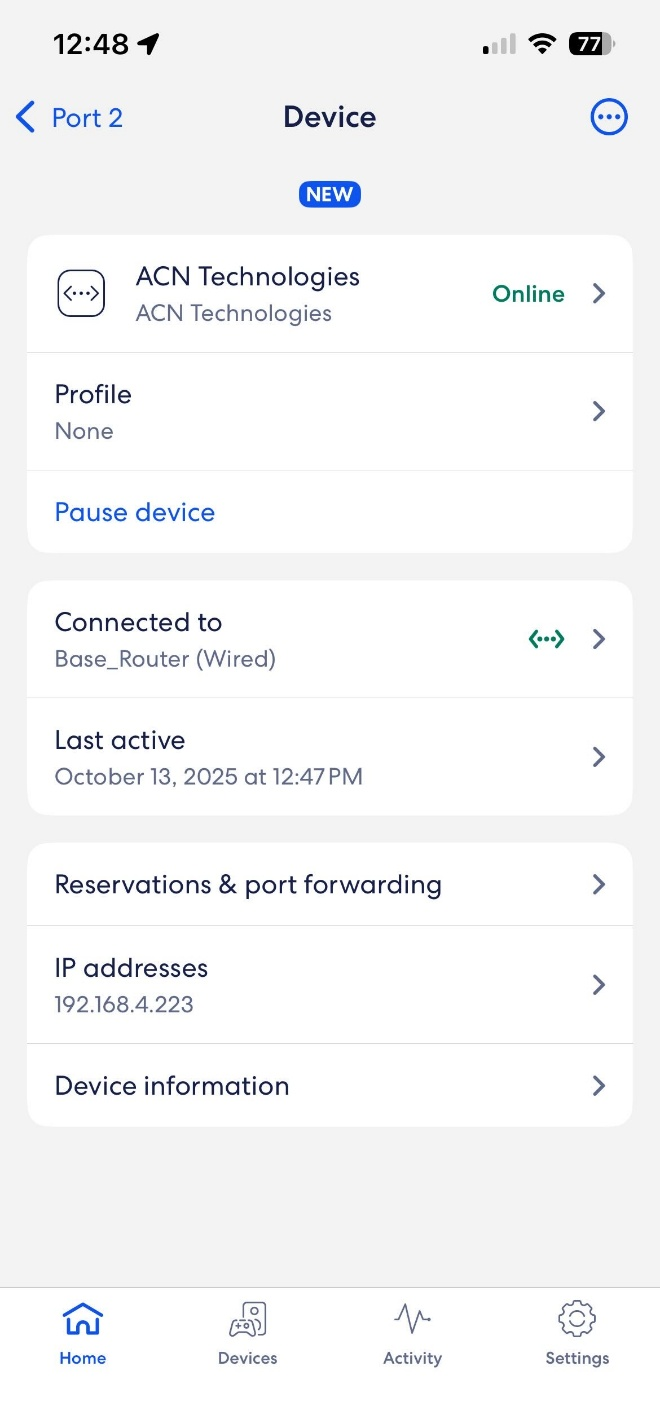 12:48
77
Port 2
Device
NEW
ACN Technologies
ACN Technologies
Online
Profile
None
Pause device
Connected to
Base_Router (Wired)
Last active
October 13, 2025 at 12:47 PM
Reservations & port forwarding
IP addresses
192.168.4.223
Device information
Home
Devices
Activity
Settings